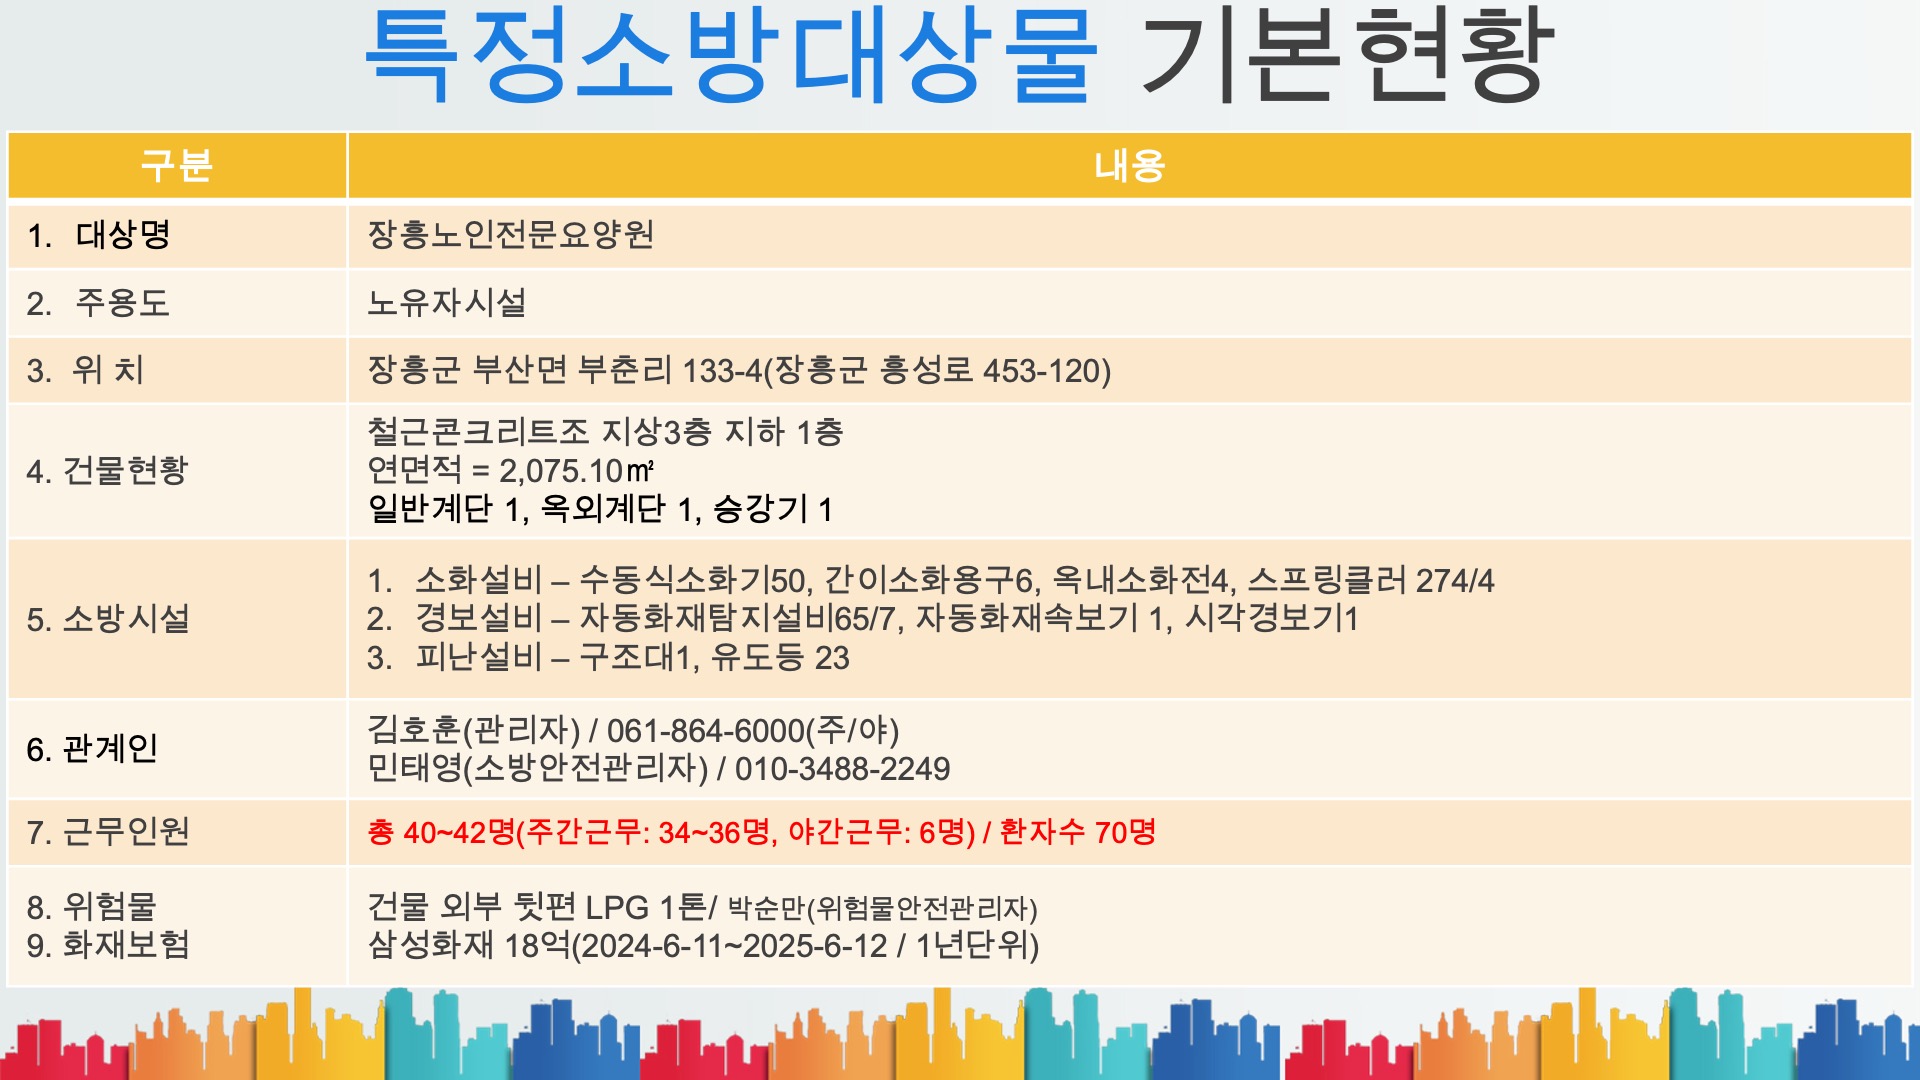 특정소방대상물 기본현황
구분 내용
1. 대상명 장흥노인전문요양원
2. 주용도 노유자시설
3. 위 치 장흥군 부산면 부춘리 133-4(장흥군 흥성로 453-120)
4. 건물현황
철근콘크리트조 지상3층 지하 1층
연면적 = 2,075.10㎡
일반계단 1, 옥외계단 1, 승강기 1
5. 소방시설
1. 소화설비 – 수동식소화기50, 간이소화용구6, 옥내소화전4, 스프링클러 274/4
2. 경보설비 – 자동화재탐지설비65/7, 자동화재속보기 1, 시각경보기1
3. 피난설비 – 구조대1, 유도등 23
6. 관계인
김호훈(관리자) / 061-864-6000(주/야)
민태영(소방안전관리자) / 010-3488-2249
7. 근무인원 총 40~42명(주간근무: 34~36명, 야간근무: 6명) / 환자수 70명
8. 위험물 건물 외부 뒷편 LPG 1톤/ 박순만(위험물안전관리자)
9. 화재보험 삼성화재 18억(2024-6-11~2025-6-12 / 1년단위)